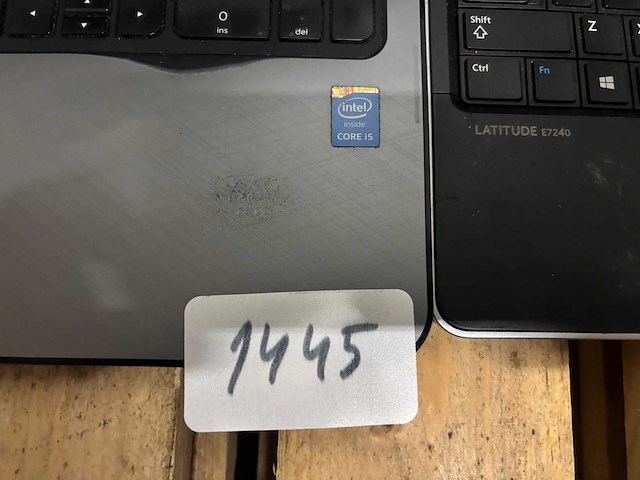 0
ins
del
Shift
Z
Ctrl
Fn
intel
inside
CORE i5
LATITUDE E7240
1445